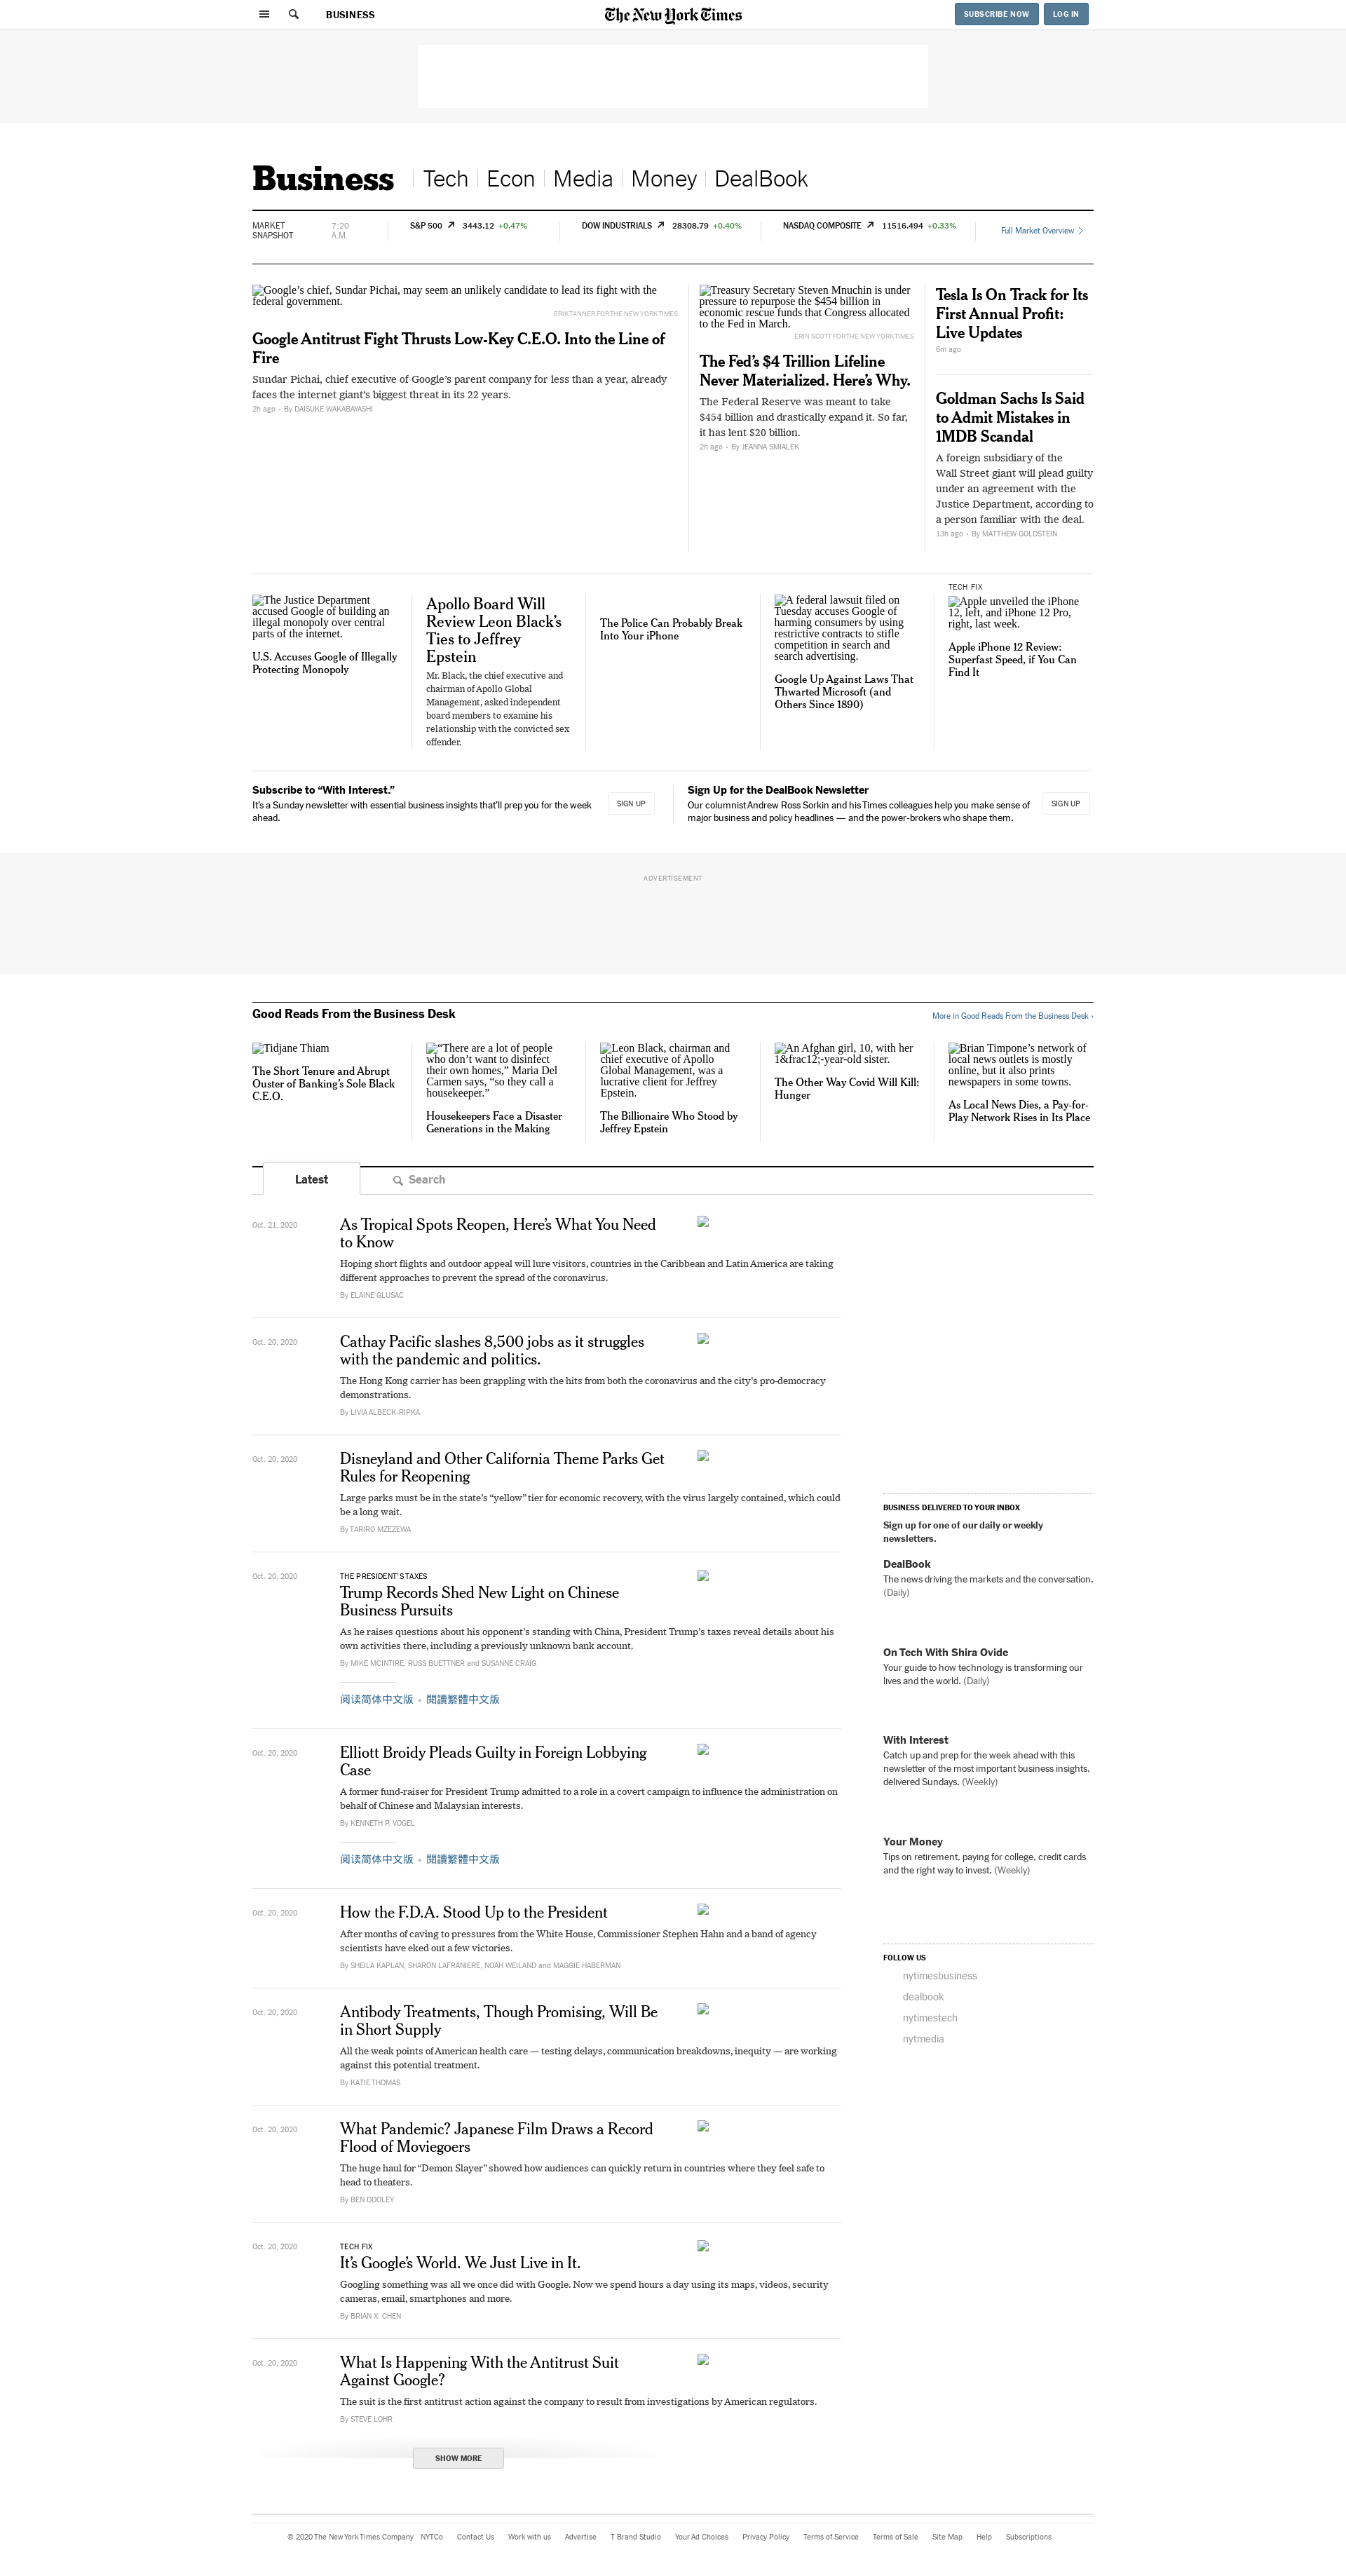 BUSINESS
The New York Times
SUBSCRIBE NOW
LOG IN
Business
Tech
Econ
Media
Money
DealBook
MARKET
SNAPSHOT
7:20
A.M.
S&P 500 3443.12 +0.47%
DOW INDUSTRIALS 28308.79 +0.40%
NASDAQ COMPOSITE 11516.494 +0.33%
Full Market Overview
Google’s chief, Sundar Pichai, may seem an unlikely candidate to lead its fight with the
federal government.
ERIK TANNER FOR THE NEW YORK TIMES
Google Antitrust Fight Thrusts Low-Key C.E.O. Into the Line of
Fire
Sundar Pichai, chief executive of Google’s parent company for less than a year, already
faces the internet giant’s biggest threat in its 22 years.
2h ago • By DAISUKE WAKABAYASHI
Treasury Secretary Steven Mnuchin is under
pressure to repurpose the $454 billion in
economic rescue funds that Congress allocated
to the Fed in March.
ERIN SCOTT FOR THE NEW YORK TIMES
The Fed’s $4 Trillion Lifeline
Never Materialized. Here’s Why.
The Federal Reserve was meant to take
$454 billion and drastically expand it. So far,
it has lent $20 billion.
2h ago • By JEANNA SMIALEK
Tesla Is On Track for Its
First Annual Profit:
Live Updates
6m ago
Goldman Sachs Is Said
to Admit Mistakes in
1MDB Scandal
A foreign subsidiary of the
Wall Street giant will plead guilty
under an agreement with the
Justice Department, according to
a person familiar with the deal.
13h ago • By MATTHEW GOLDSTEIN
The Justice Department
accused Google of building an
illegal monopoly over central
parts of the internet.
U.S. Accuses Google of Illegally
Protecting Monopoly
Apollo Board Will
Review Leon Black’s
Ties to Jeffrey
Epstein
Mr. Black, the chief executive and
chairman of Apollo Global
Management, asked independent
board members to examine his
relationship with the convicted sex
offender.
The Police Can Probably Break
Into Your iPhone
A federal lawsuit filed on
Tuesday accuses Google of
harming consumers by using
restrictive contracts to stifle
competition in search and
search advertising.
Google Up Against Laws That
Thwarted Microsoft (and
Others Since 1890)
TECH FIX
Apple unveiled the iPhone
12, left, and iPhone 12 Pro,
right, last week.
Apple iPhone 12 Review:
Superfast Speed, if You Can
Find It
Subscribe to “With Interest.”
It’s a Sunday newsletter with essential business insights that’ll prep you for the week
ahead.
SIGN UP
Sign Up for the DealBook Newsletter
Our columnist Andrew Ross Sorkin and his Times colleagues help you make sense of
major business and policy headlines — and the power-brokers who shape them.
SIGN UP
ADVERTISEMENT
Good Reads From the Business Desk
More in Good Reads From the Business Desk ›
Tidjane Thiam
The Short Tenure and Abrupt
Ouster of Banking’s Sole Black
C.E.O.
“There are a lot of people
who don’t want to disinfect
their own homes,” Maria Del
Carmen says, “so they call a
housekeeper.”
Housekeepers Face a Disaster
Generations in the Making
Leon Black, chairman and
chief executive of Apollo
Global Management, was a
lucrative client for Jeffrey
Epstein.
The Billionaire Who Stood by
Jeffrey Epstein
An Afghan girl, 10, with her
1&frac12;-year-old sister.
The Other Way Covid Will Kill:
Hunger
Brian Timpone’s network of
local news outlets is mostly
online, but it also prints
newspapers in some towns.
As Local News Dies, a Pay-for-
Play Network Rises in Its Place
Latest
Search
Oct. 21, 2020
As Tropical Spots Reopen, Here’s What You Need
to Know
Hoping short flights and outdoor appeal will lure visitors, countries in the Caribbean and Latin America are taking
different approaches to prevent the spread of the coronavirus.
By ELAINE GLUSAC
Oct. 20, 2020
Cathay Pacific slashes 8,500 jobs as it struggles
with the pandemic and politics.
The Hong Kong carrier has been grappling with the hits from both the coronavirus and the city’s pro-democracy
demonstrations.
By LIVIA ALBECK-RIPKA
Oct. 20, 2020
Disneyland and Other California Theme Parks Get
Rules for Reopening
Large parks must be in the state’s “yellow” tier for economic recovery, with the virus largely contained, which could
be a long wait.
By TARIRO MZEZEWA
Oct. 20, 2020
THE PRESIDENT’S TAXES
Trump Records Shed New Light on Chinese
Business Pursuits
As he raises questions about his opponent’s standing with China, President Trump’s taxes reveal details about his
own activities there, including a previously unknown bank account.
By MIKE MCINTIRE, RUSS BUETTNER and SUSANNE CRAIG
阅读简体中文版 • 閱讀繁體中文版
Oct. 20, 2020
Elliott Broidy Pleads Guilty in Foreign Lobbying
Case
A former fund-raiser for President Trump admitted to a role in a covert campaign to influence the administration on
behalf of Chinese and Malaysian interests.
By KENNETH P. VOGEL
阅读简体中文版 • 閱讀繁體中文版
Oct. 20, 2020
How the F.D.A. Stood Up to the President
After months of caving to pressures from the White House, Commissioner Stephen Hahn and a band of agency
scientists have eked out a few victories.
By SHEILA KAPLAN, SHARON LAFRANIERE, NOAH WEILAND and MAGGIE HABERMAN
Oct. 20, 2020
Antibody Treatments, Though Promising, Will Be
in Short Supply
All the weak points of American health care — testing delays, communication breakdowns, inequity — are working
against this potential treatment.
By KATIE THOMAS
Oct. 20, 2020
What Pandemic? Japanese Film Draws a Record
Flood of Moviegoers
The huge haul for “Demon Slayer” showed how audiences can quickly return in countries where they feel safe to
head to theaters.
By BEN DOOLEY
Oct. 20, 2020
TECH FIX
It’s Google’s World. We Just Live in It.
Googling something was all we once did with Google. Now we spend hours a day using its maps, videos, security
cameras, email, smartphones and more.
By BRIAN X. CHEN
Oct. 20, 2020
What Is Happening With the Antitrust Suit
Against Google?
The suit is the first antitrust action against the company to result from investigations by American regulators.
By STEVE LOHR
SHOW MORE
BUSINESS DELIVERED TO YOUR INBOX
Sign up for one of our daily or weekly
newsletters.
DealBook
The news driving the markets and the conversation.
(Daily)
On Tech With Shira Ovide
Your guide to how technology is transforming our
lives and the world. (Daily)
With Interest
Catch up and prep for the week ahead with this
newsletter of the most important business insights,
delivered Sundays. (Weekly)
Your Money
Tips on retirement, paying for college, credit cards
and the right way to invest. (Weekly)
FOLLOW US
nytimesbusiness
dealbook
nytimestech
nytmedia
© 2020 The New York Times Company NYTCo Contact Us Work with us Advertise T Brand Studio Your Ad Choices Privacy Policy Terms of Service Terms of Sale Site Map Help Subscriptions